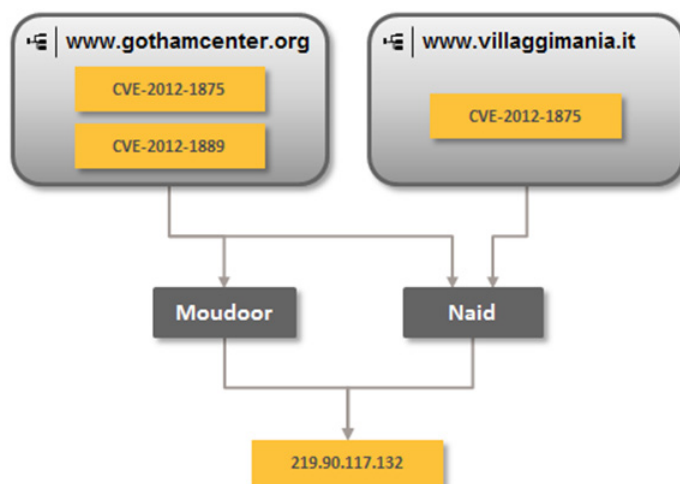 www.gothamcenter.org
CVE-2012-1875
CVE-2012-1889
www.villaggimania.it
CVE-2012-1875
Moudoor
Naid
219.90.117.132